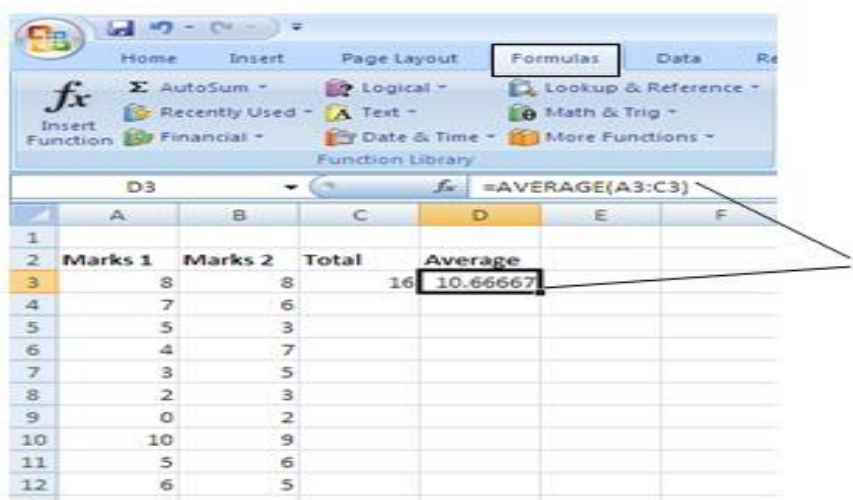 Home Insert Page Layout Formulas Data Re
Σ AutoSum Logical Lookup & Reference
fx Recently Used A Text θ Math & Trig
Insert Function Financial Date & Time More Functions
Function Library
D3 fx =AVERAGE(A3:C3)
A B C D E F
1
2 Marks 1 Marks 2 Total Average
3 8 8 16 10.66667
4 7 6
5 5 3
6 4 7
7 3 5
8 2 3
9 0 2
10 10 9
11 5 6
12 6 5